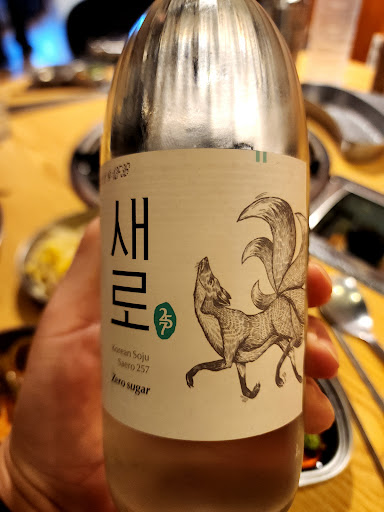 새로
Korean Soju
Saero 257
Zero sugar